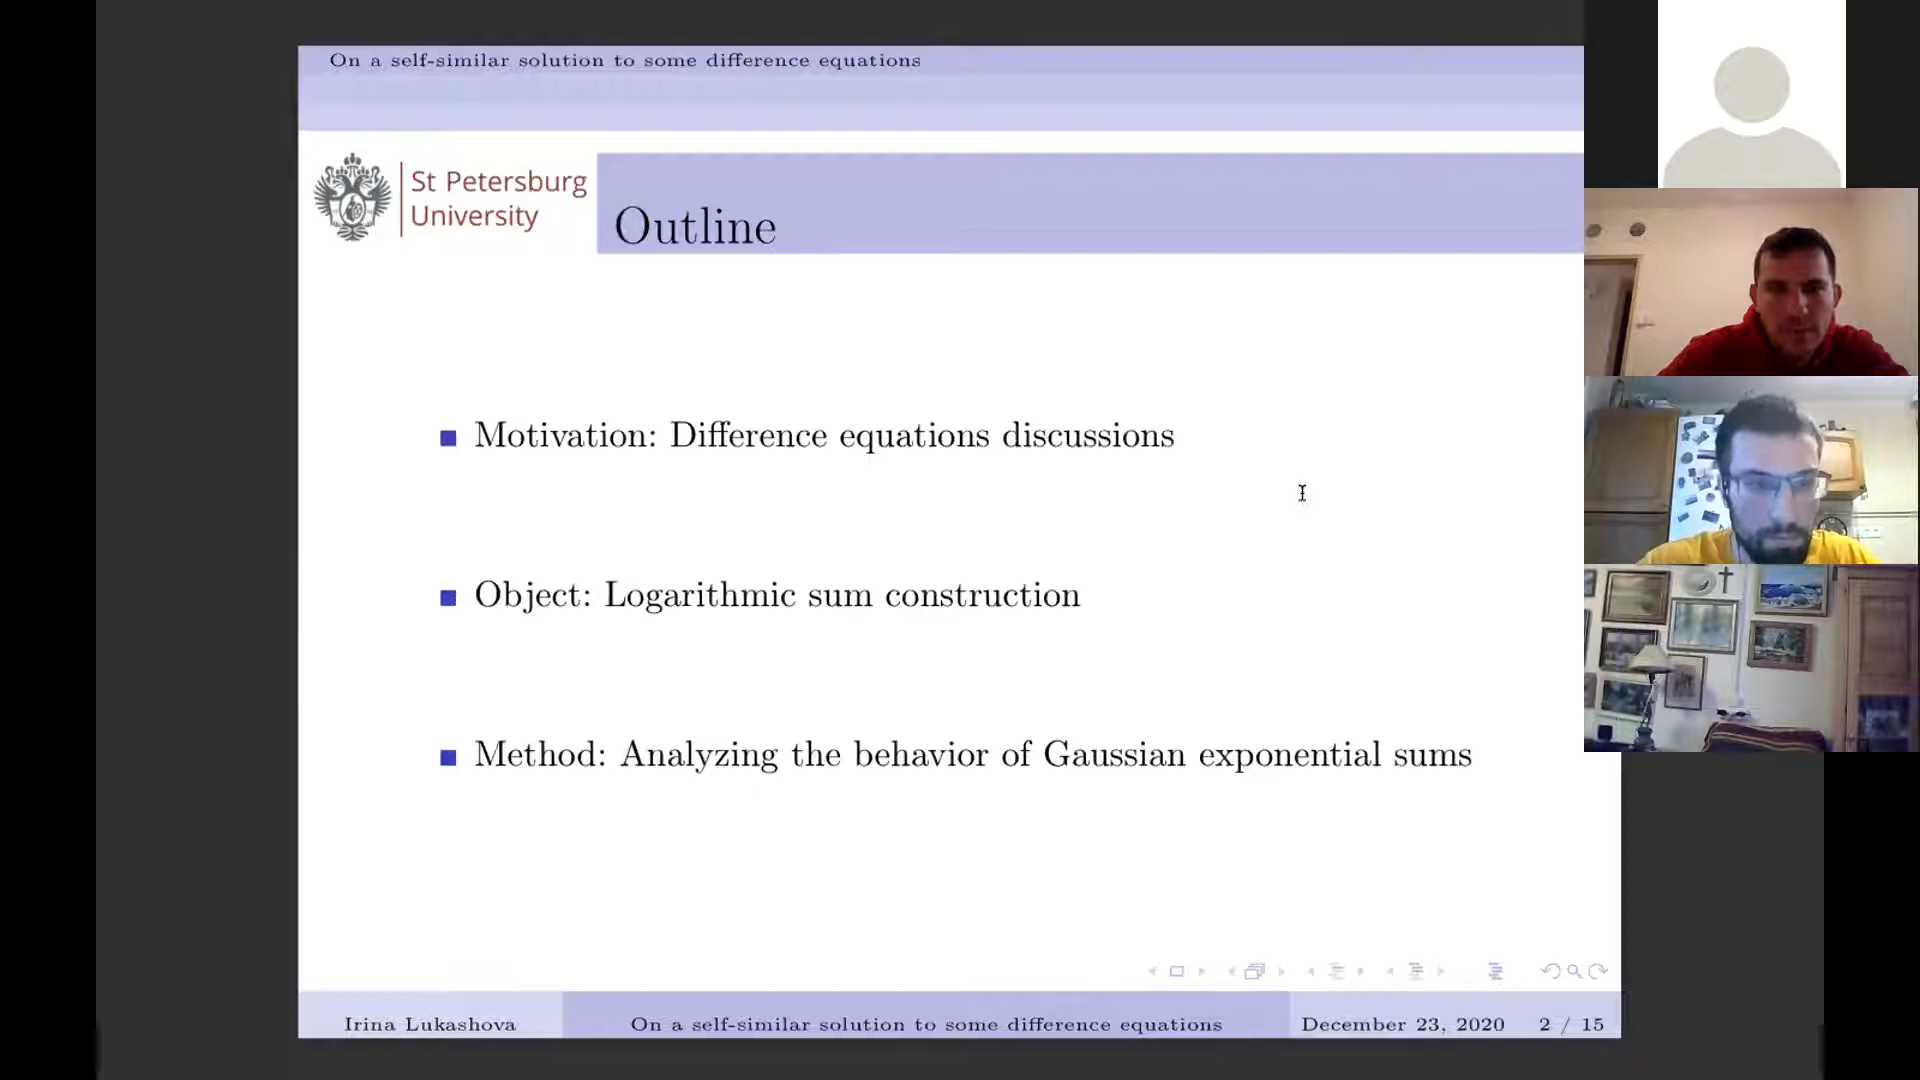 On a self-similar solution to some difference equations
St Petersburg
University
Outline
Motivation: Difference equations discussions
Object: Logarithmic sum construction
Method: Analyzing the behavior of Gaussian exponential sums
Irina Lukashova
On a self-similar solution to some difference equations
December 23, 2020
2 / 15